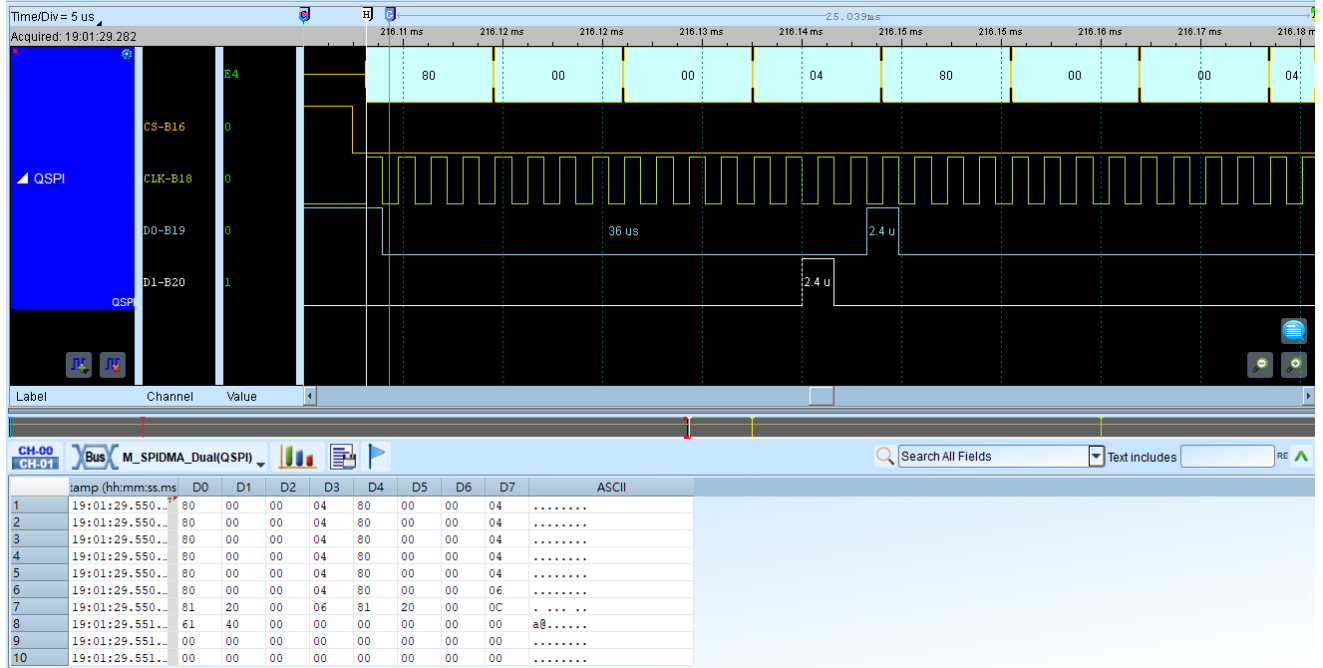 Time/Div = 5 us C H G 25.039ms
Acquired: 19:01:29.282 216.11 ms 216.12 ms 216.12 ms 216.13 ms 216.14 ms 216.15 ms 216.15 ms 216.16 ms 216.17 ms 216.18 m
E4 80 00 00 04 80 00 00 04
CS-B16 0
QSPI CLK-B18 0
D0-B19 0 36 us 2.4 u
D1-B20 1 2.4 u
QSPI
Label Channel Value
CH-00
CH-01 Bus M_SPIDMA_Dual(QSPI) Search All Fields Text includes RE
:amp (hh:mm:ss.ms D0 D1 D2 D3 D4 D5 D6 D7 ASCII
1 19:01:29.550… 80 00 00 04 80 00 00 04 ........
2 19:01:29.550… 80 00 00 04 80 00 00 04 ........
3 19:01:29.550… 80 00 00 04 80 00 00 04 ........
4 19:01:29.550… 80 00 00 04 80 00 00 04 ........
5 19:01:29.550… 80 00 00 04 80 00 00 04 ........
6 19:01:29.550… 80 00 00 04 80 00 00 06 ........
7 19:01:29.550… 81 20 00 06 81 20 00 0C . ... ..
8 19:01:29.551… 61 40 00 00 00 00 00 00 a@......
9 19:01:29.551… 00 00 00 00 00 00 00 00 ........
10 19:01:29.551… 00 00 00 00 00 00 00 00 ........